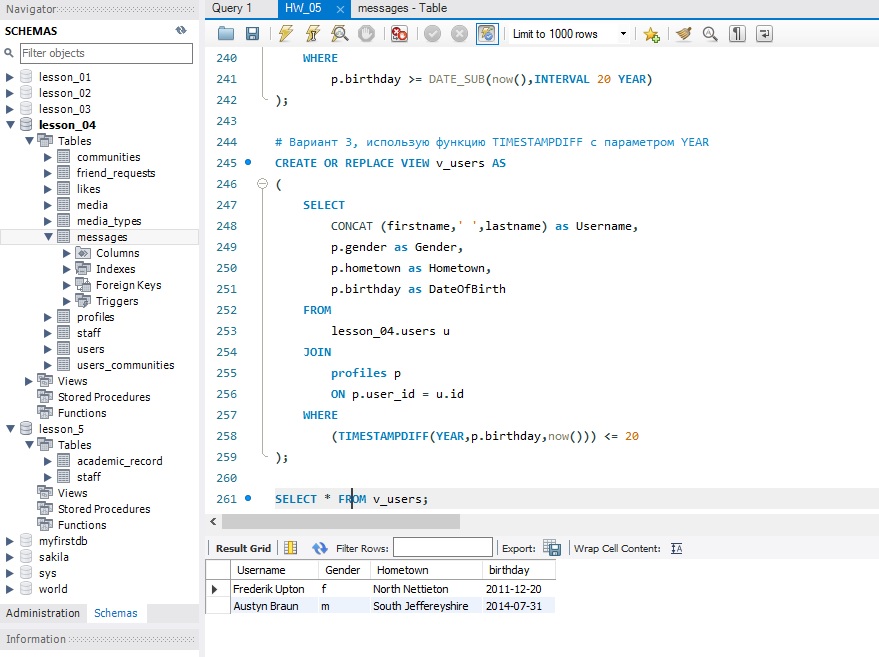 Navigator
SCHEMAS
Filter objects
lesson_01
lesson_02
lesson_03
lesson_04
Tables
communities
friend_requests
likes
media
media_types
messages
Columns
Indexes
Foreign Keys
Triggers
profiles
staff
users
users_communities
Views
Stored Procedures
Functions
lesson_5
Tables
academic_record
staff
Views
Stored Procedures
Functions
myfirstdb
sakila
sys
world
Administration Schemas
Information
Query 1 HW_05 messages - Table
Limit to 1000 rows
240 WHERE
241 p.birthday >= DATE_SUB(now(),INTERVAL 20 YEAR)
242 );
243
244 # Вариант 3, использую функцию TIMESTAMPDIFF с параметром YEAR
245 CREATE OR REPLACE VIEW v_users AS
246 (
247 SELECT
248 CONCAT (firstname,' ',lastname) as Username,
249 p.gender as Gender,
250 p.hometown as Hometown,
251 p.birthday as DateOfBirth
252 FROM
253 lesson_04.users u
254 JOIN
255 profiles p
256 ON p.user_id = u.id
257 WHERE
258 (TIMESTAMPDIFF(YEAR,p.birthday,now())) <= 20
259 );
260
261 SELECT * FROM v_users;
Result Grid Filter Rows: Export: Wrap Cell Content:
Username Gender Hometown birthday
Frederik Upton f North Nettieton 2011-12-20
Austyn Braun m South Jeffereyshire 2014-07-31